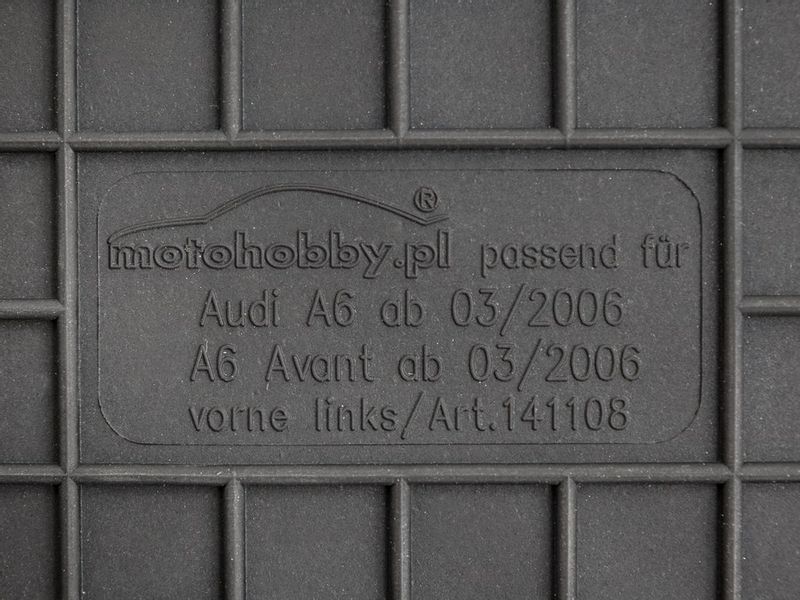 motohobby.pl® passend für
Audi A6 ab 03/2006
A6 Avant ab 03/2006
vorne links/Art.141108